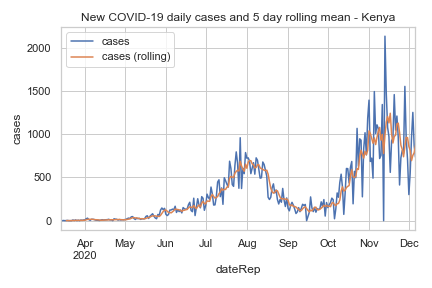 New COVID-19 daily cases and 5 day rolling mean - Kenya
cases
cases (rolling)
2000
1500
1000
500
0
cases
Apr May Jun Jul Aug Sep Oct Nov Dec
2020
dateRep